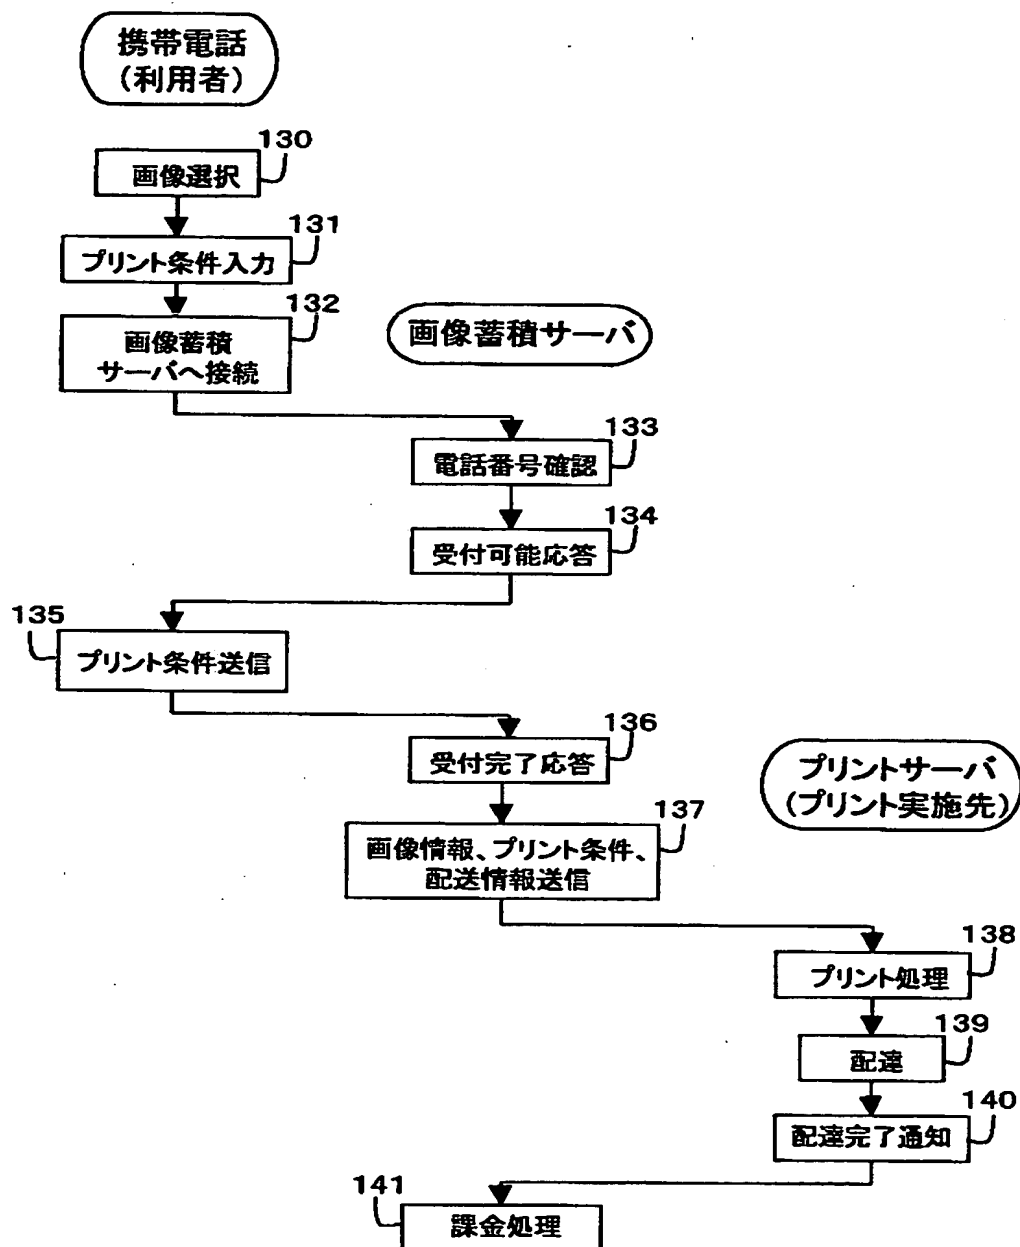 携帯電話
(利用者)
130
画像選択
131
プリント条件入力
132
画像蓄積
サーバへ接続
画像蓄積サーバ
133
電話番号確認
134
受付可能応答
135
プリント条件送信
136
受付完了応答
プリントサーバ
(プリント実施先)
137
画像情報、プリント条件、
配送情報送信
138
プリント処理
139
配達
140
配達完了通知
141
課金処理